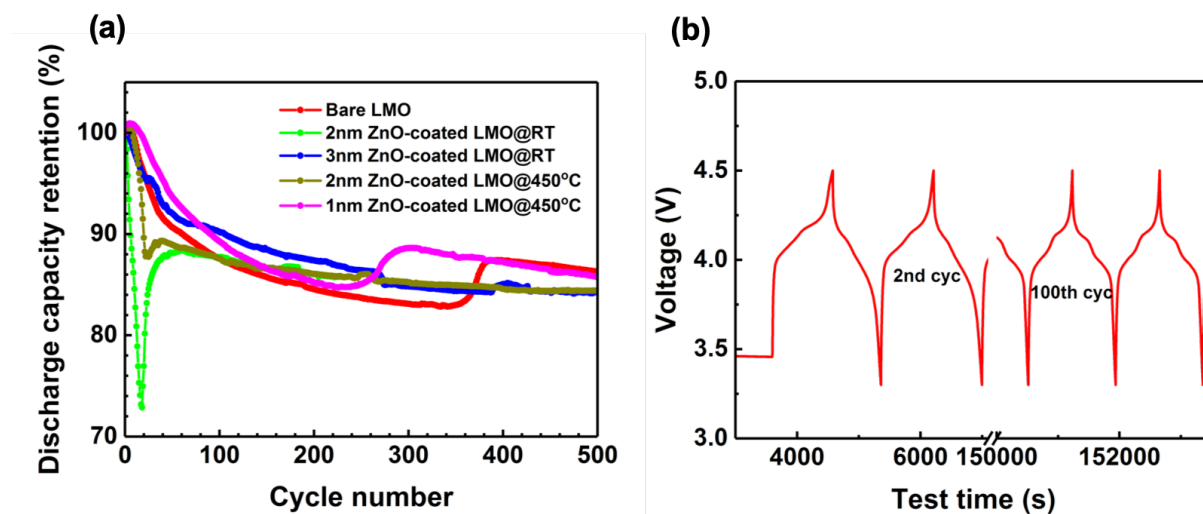 (a)
Discharge capacity retention (%)
100
90
80
70
Bare LMO
2nm ZnO-coated LMO@RT
3nm ZnO-coated LMO@RT
2nm ZnO-coated LMO@450°C
1nm ZnO-coated LMO@450°C
0 100 200 300 400 500
Cycle number
(b)
Voltage (V)
5.0
4.5
4.0
3.5
3.0
2nd cyc
100th cyc
4000 6000 150000 152000
Test time (s)